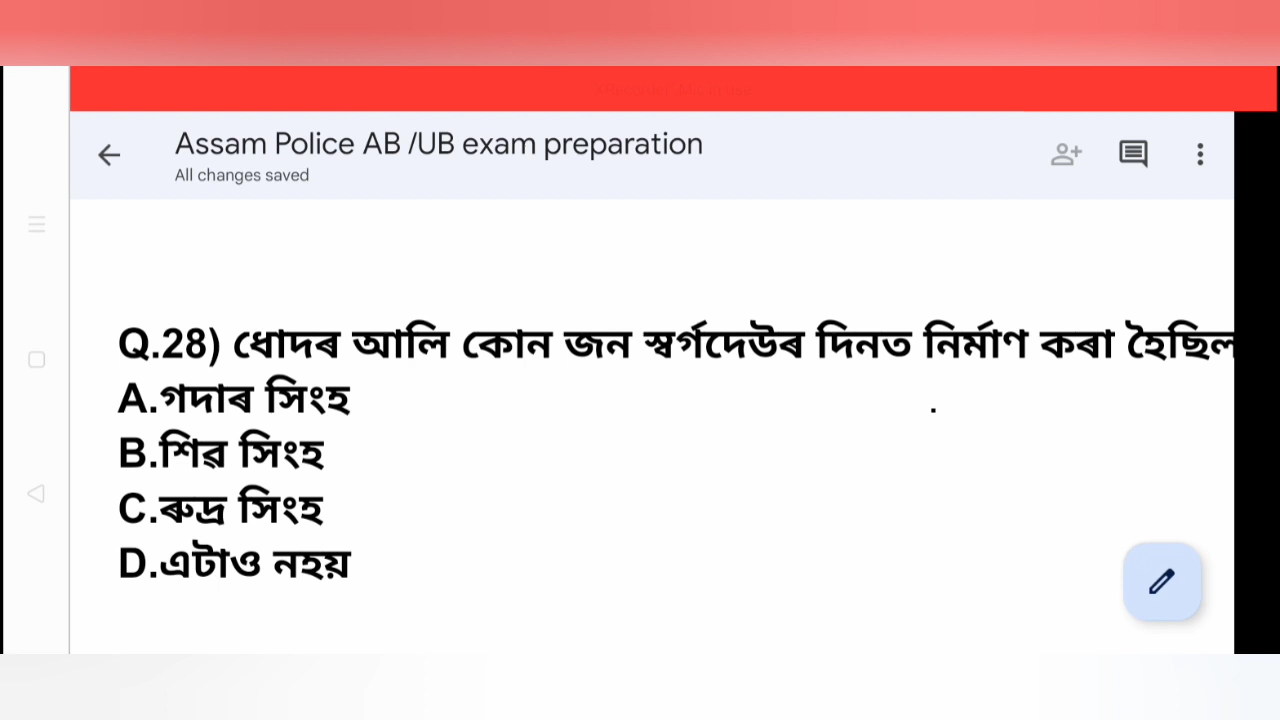 Assam Police AB /UB exam preparation
All changes saved
Q.28) ধোদৰ আলি কোন জন স্বৰ্গদেউৰ দিনত নিৰ্মাণ কৰা হৈছিল
A.গদাৰ সিংহ
B.শিৱ সিংহ
C.ৰুদ্ৰ সিংহ
D.এটাও নহয়